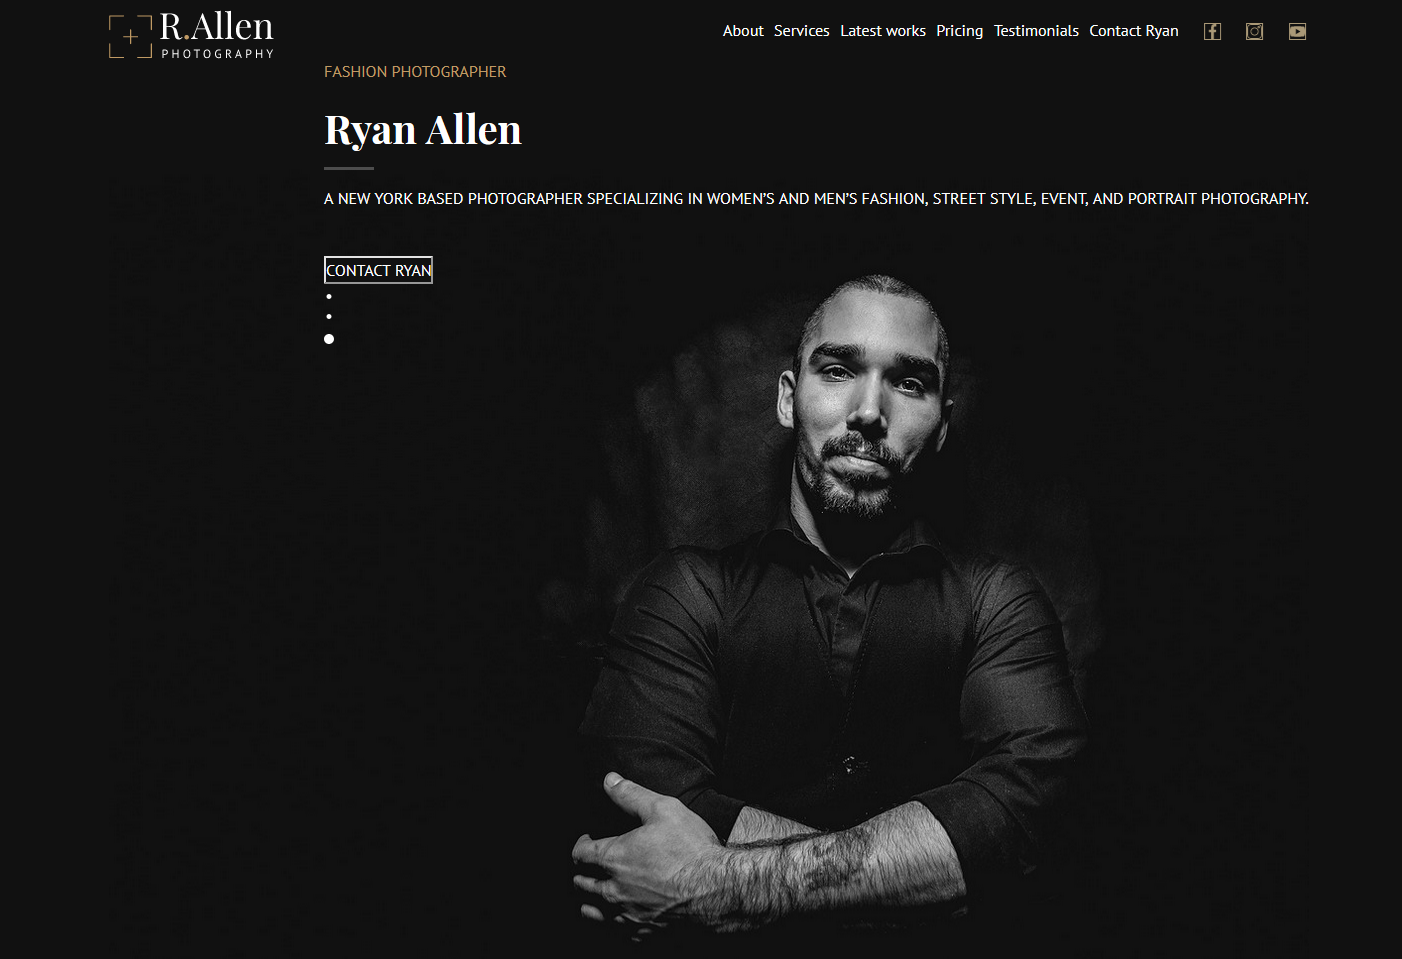 R.Allen
PHOTOGRAPHY
About Services Latest works Pricing Testimonials Contact Ryan
FASHION PHOTOGRAPHER
Ryan Allen
A NEW YORK BASED PHOTOGRAPHER SPECIALIZING IN WOMEN’S AND MEN’S FASHION, STREET STYLE, EVENT, AND PORTRAIT PHOTOGRAPHY.
CONTACT RYAN